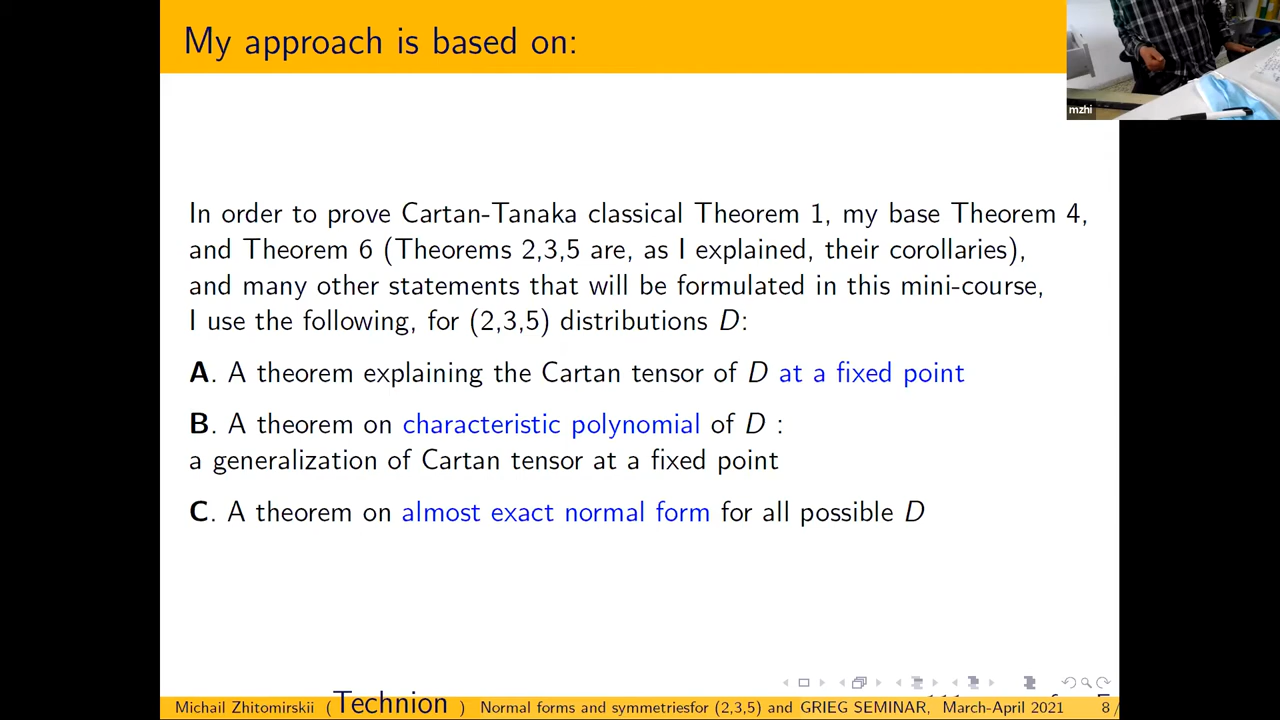 My approach is based on:
mzhi
In order to prove Cartan-Tanaka classical Theorem 1, my base Theorem 4,
and Theorem 6 (Theorems 2,3,5 are, as I explained, their corollaries),
and many other statements that will be formulated in this mini-course,
I use the following, for (2,3,5) distributions D:
A. A theorem explaining the Cartan tensor of D at a fixed point
B. A theorem on characteristic polynomial of D :
a generalization of Cartan tensor at a fixed point
C. A theorem on almost exact normal form for all possible D
Michail Zhitomirskii ( Technion ) Normal forms and symmetriesfor (2,3,5) and GRIEG SEMINAR, March-April 2021 8 /